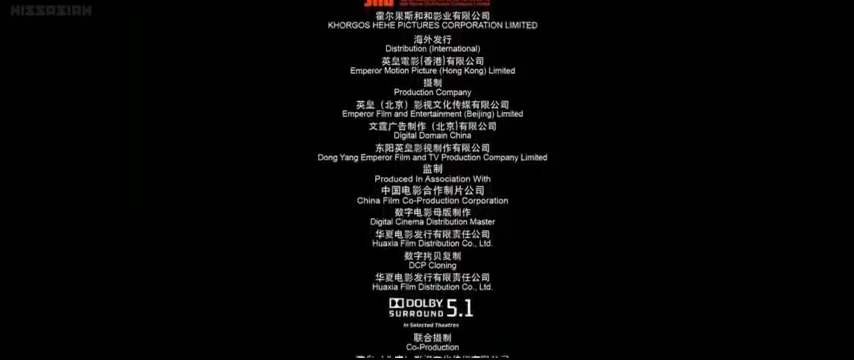 KISSASIAN
霍尔果斯和和影业有限公司
KHORGOS HEHE PICTURES CORPORATION LIMITED
海外发行
Distribution (International)
英皇電影(香港)有限公司
Emperor Motion Picture (Hong Kong) Limited
摄制
Production Company
英皇（北京）影视文化传媒有限公司
Emperor Film and Entertainment (Beijing) Limited
文霆广告制作（北京)有限公司
Digital Domain China
东阳英皇影视制作有限公司
Dong Yang Emperor Film and TV Production Company Limited
监制
Produced In Association With
中国电影合作制片公司
China Film Co-Production Corporation
数字电影母版制作
Digital Cinema Distribution Master
华夏电影发行有限责任公司
Huaxia Film Distribution Co., Ltd.
数字拷贝复制
DCP Cloning
华夏电影发行有限责任公司
Huaxia Film Distribution Co., Ltd.
DOLBY
SURROUND 5.1
In Selected Theatres
联合摄制
Co-Production